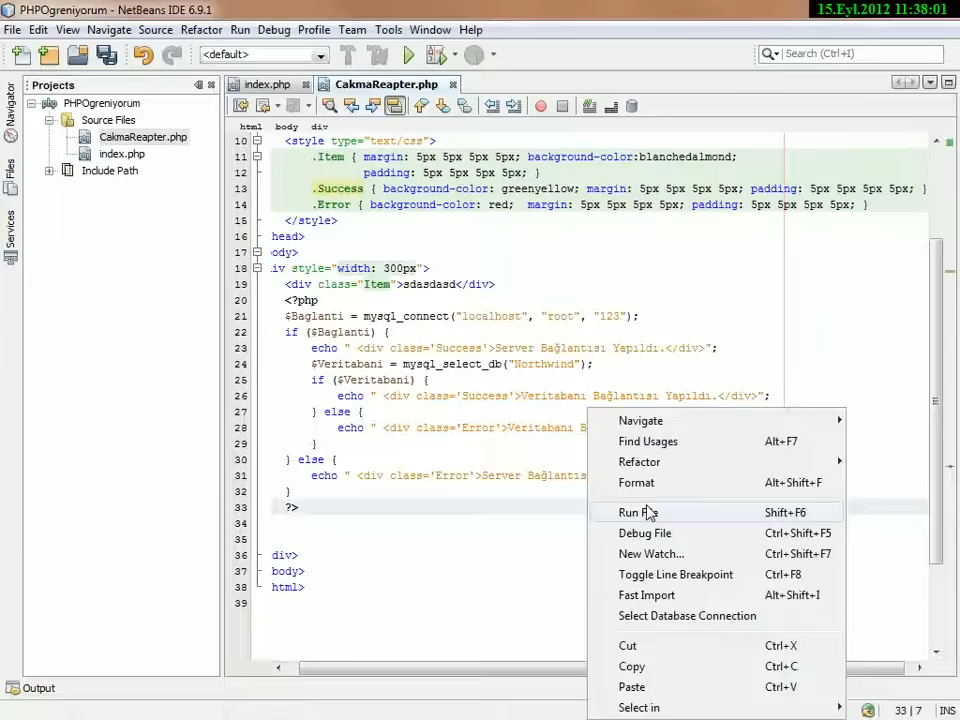 PHPOgreniyorum - NetBeans IDE 6.9.1
15.Eyl.2012 11:38:01
File Edit View Navigate Source Refactor Run Debug Profile Team Tools Window Help
<default>
Search (Ctrl+I)
Projects
index.php
CakmaReapter.php
Navigator
Files
Services
PHPOgreniyorum
Source Files
CakmaReapter.php
index.php
Include Path
html body div
10 <style type="text/css">
11 .Item { margin: 5px 5px 5px 5px; background-color:blanchedalmond;
12 padding: 5px 5px 5px 5px; }
13 .Success { background-color: greenyellow; margin: 5px 5px 5px 5px; padding: 5px 5px 5px 5px; }
14 .Error { background-color: red;  margin: 5px 5px 5px 5px; padding: 5px 5px 5px 5px; }
15 </style>
16 head>
17 ody>
18 iv style="width: 300px">
19 <div class="Item">sdasdasd</div>
20 <?php
21 $Baglanti = mysql_connect("localhost", "root", "123");
22 if ($Baglanti) {
23 echo " <div class='Success'>Server Bağlantısı Yapıldı.</div>";
24 $Veritabani = mysql_select_db("Northwind");
25 if ($Veritabani) {
26 echo " <div class='Success'>Veritabanı Bağlantısı Yapıldı.</div>";
27 } else {
28 echo " <div class='Error'>Veritabanı B
29 }
30 } else {
31 echo " <div class='Error'>Server Bağlantıs
32 }
33 ?>
34
35
36 div>
37 body>
38 html>
39
Navigate
Find Usages Alt+F7
Refactor
Format Alt+Shift+F
Run File Shift+F6
Debug File Ctrl+Shift+F5
New Watch... Ctrl+Shift+F7
Toggle Line Breakpoint Ctrl+F8
Fast Import Alt+Shift+I
Select Database Connection
Cut Ctrl+X
Copy Ctrl+C
Paste Ctrl+V
Select in
Output
33 | 7 INS